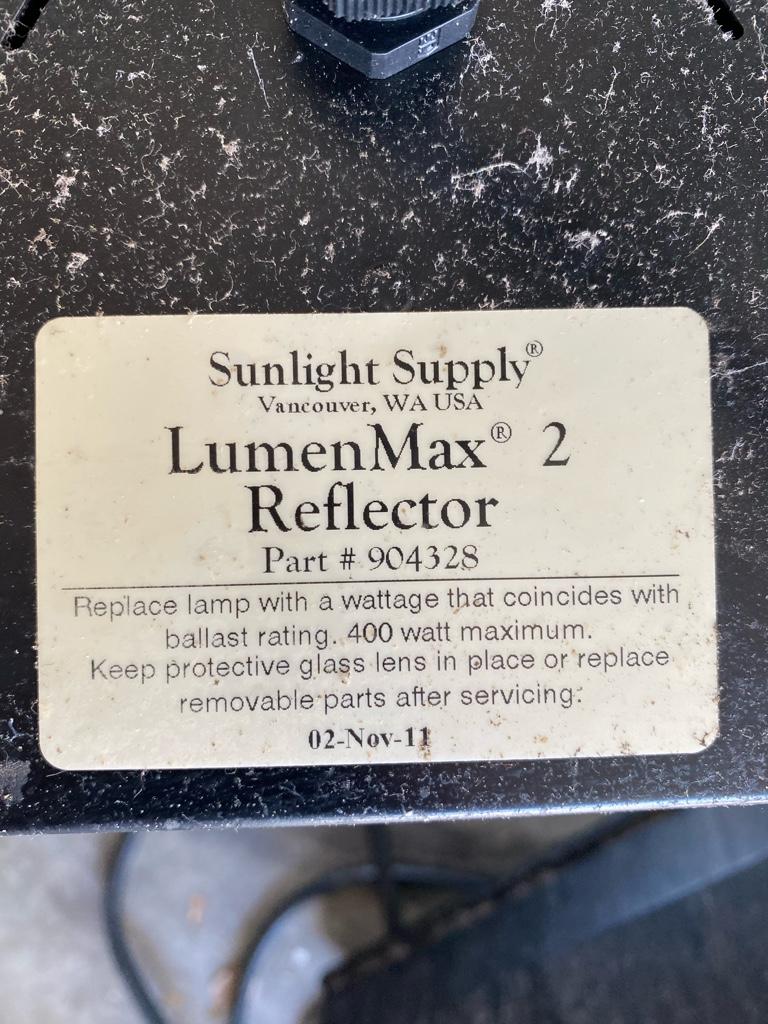 Sunlight Supply®
Vancouver, WA USA
LumenMax® 2
Reflector
Part # 904328
Replace lamp with a wattage that coincides with
ballast rating. 400 watt maximum.
Keep protective glass lens in place or replace
removable parts after servicing.
02-Nov-11